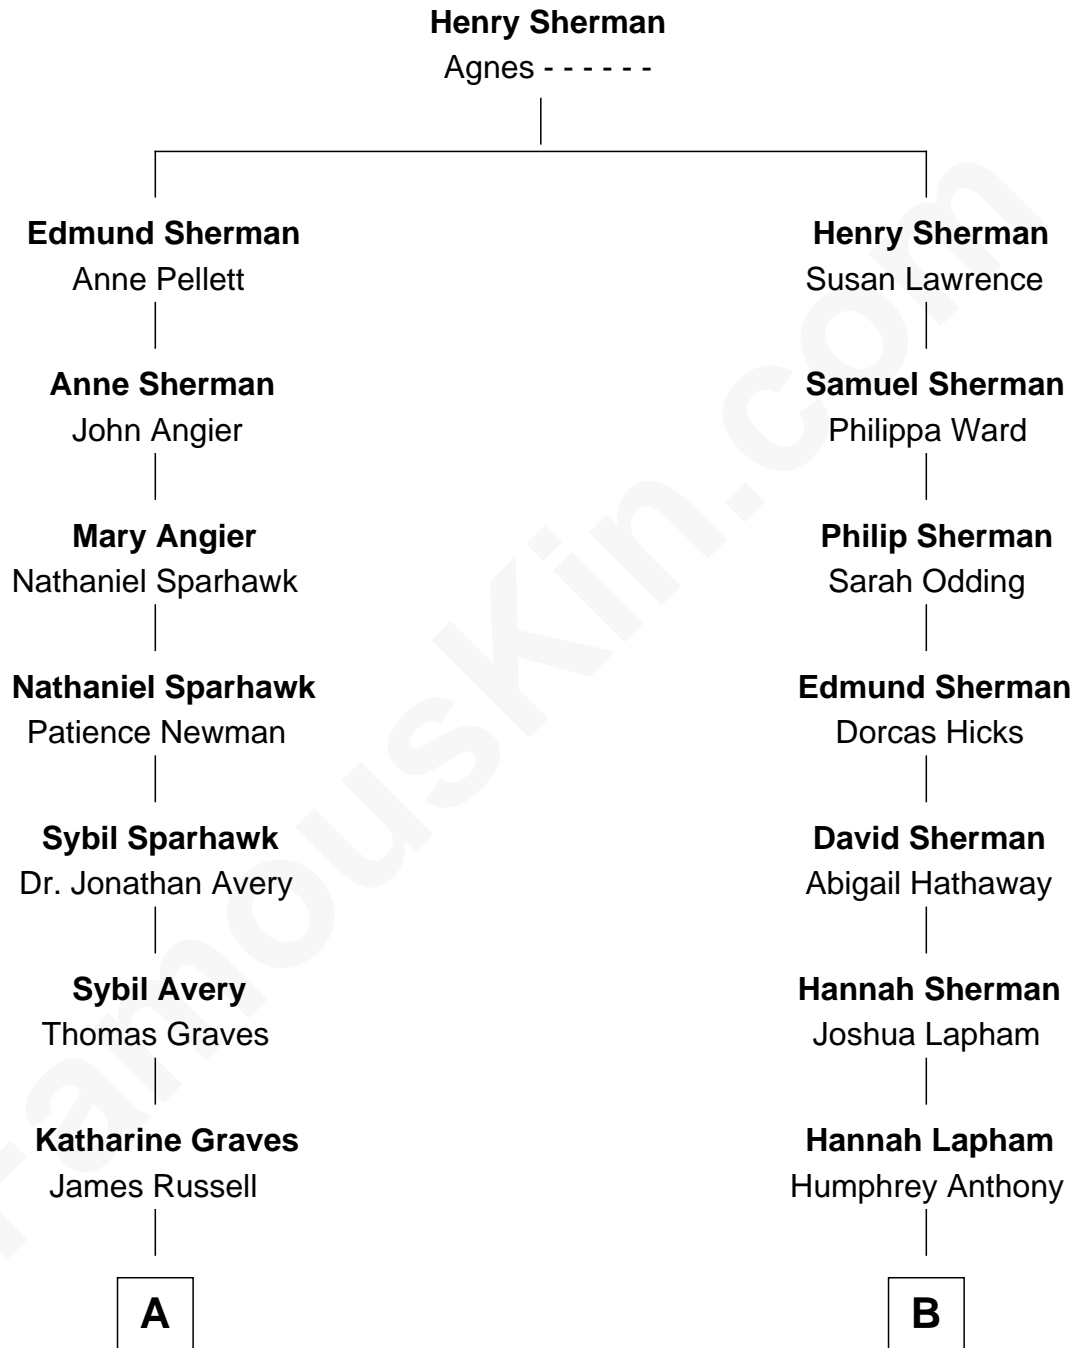 Henry Sherman
Agnes - - - - - -
Edmund Sherman
Anne Pellett
Henry Sherman
Susan Lawrence
Anne Sherman
John Angier
Samuel Sherman
Philippa Ward
Mary Angier
Nathaniel Sparhawk
Philip Sherman
Sarah Odding
Nathaniel Sparhawk
Patience Newman
Edmund Sherman
Dorcas Hicks
Sybil Sparhawk
Dr. Jonathan Avery
David Sherman
Abigail Hathaway
Sybil Avery
Thomas Graves
Hannah Sherman
Joshua Lapham
Katharine Graves
James Russell
Hannah Lapham
Humphrey Anthony
A
B
FamousKin.com